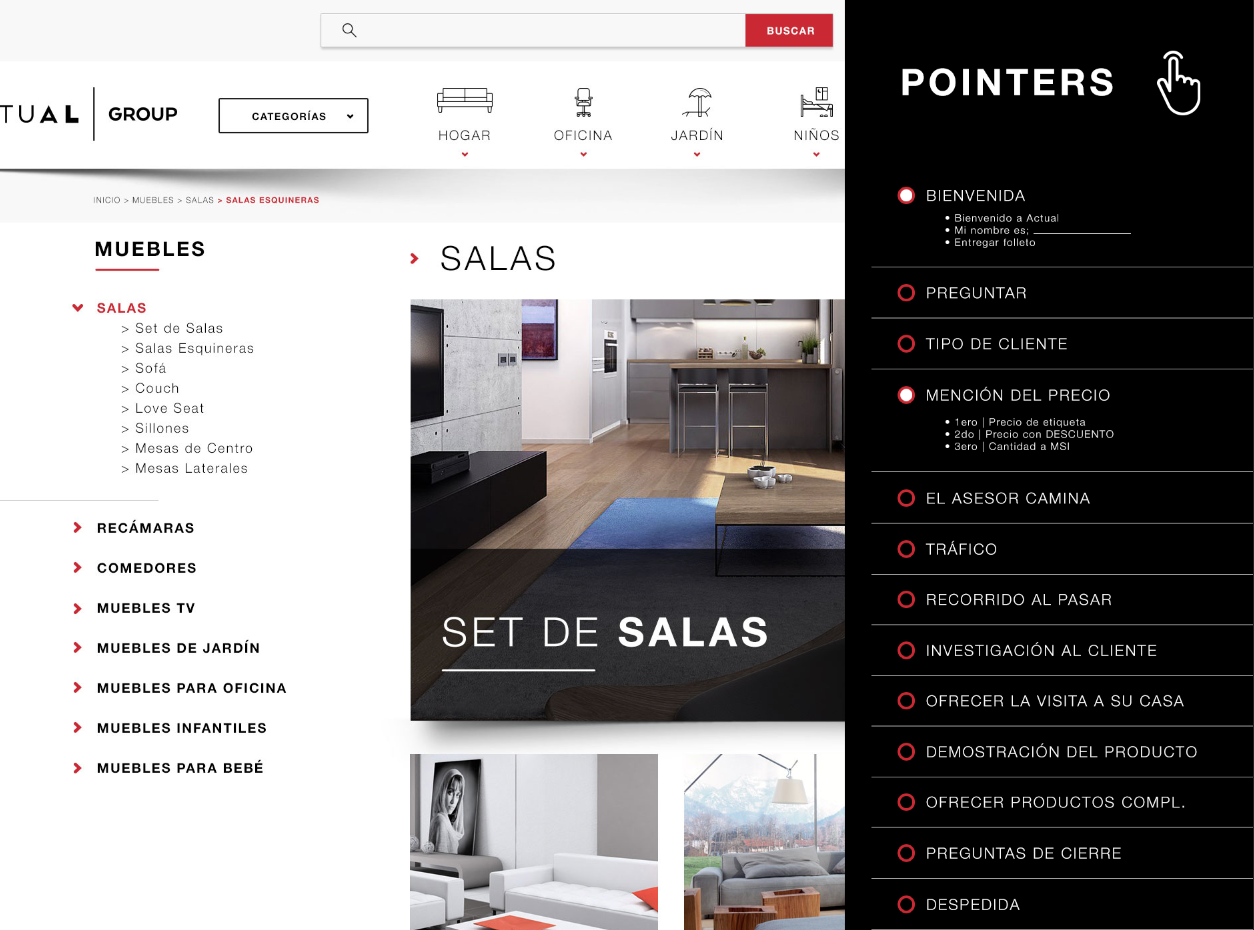 BUSCAR
TUAL | GROUP
CATEGORÍAS
HOGAR
OFICINA
JARDÍN
NIÑOS
INICIO > MUEBLES > SALAS > SALAS ESQUINERAS
MUEBLES
SALAS
> Set de Salas
> Salas Esquineras
> Sofá
> Couch
> Love Seat
> Sillones
> Mesas de Centro
> Mesas Laterales
RECÁMARAS
COMEDORES
MUEBLES TV
MUEBLES DE JARDÍN
MUEBLES PARA OFICINA
MUEBLES INFANTILES
MUEBLES PARA BEBÉ
SALAS
SET DE SALAS
POINTERS
BIENVENIDA
• Bienvenido a Actual
• Mi nombre es; ________________
• Entregar folleto
PREGUNTAR
TIPO DE CLIENTE
MENCIÓN DEL PRECIO
• 1ero | Precio de etiqueta
• 2do | Precio con DESCUENTO
• 3ero | Cantidad a MSI
EL ASESOR CAMINA
TRÁFICO
RECORRIDO AL PASAR
INVESTIGACIÓN AL CLIENTE
OFRECER LA VISITA A SU CASA
DEMOSTRACIÓN DEL PRODUCTO
OFRECER PRODUCTOS COMPL.
PREGUNTAS DE CIERRE
DESPEDIDA